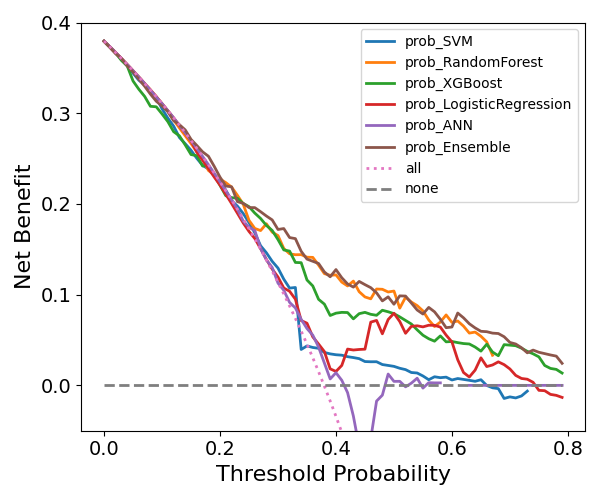 0.4
0.3
0.2
0.1
0.0
Net Benefit
prob_SVM
prob_RandomForest
prob_XGBoost
prob_LogisticRegression
prob_ANN
prob_Ensemble
all
none
0.0 0.2 0.4 0.6 0.8
Threshold Probability